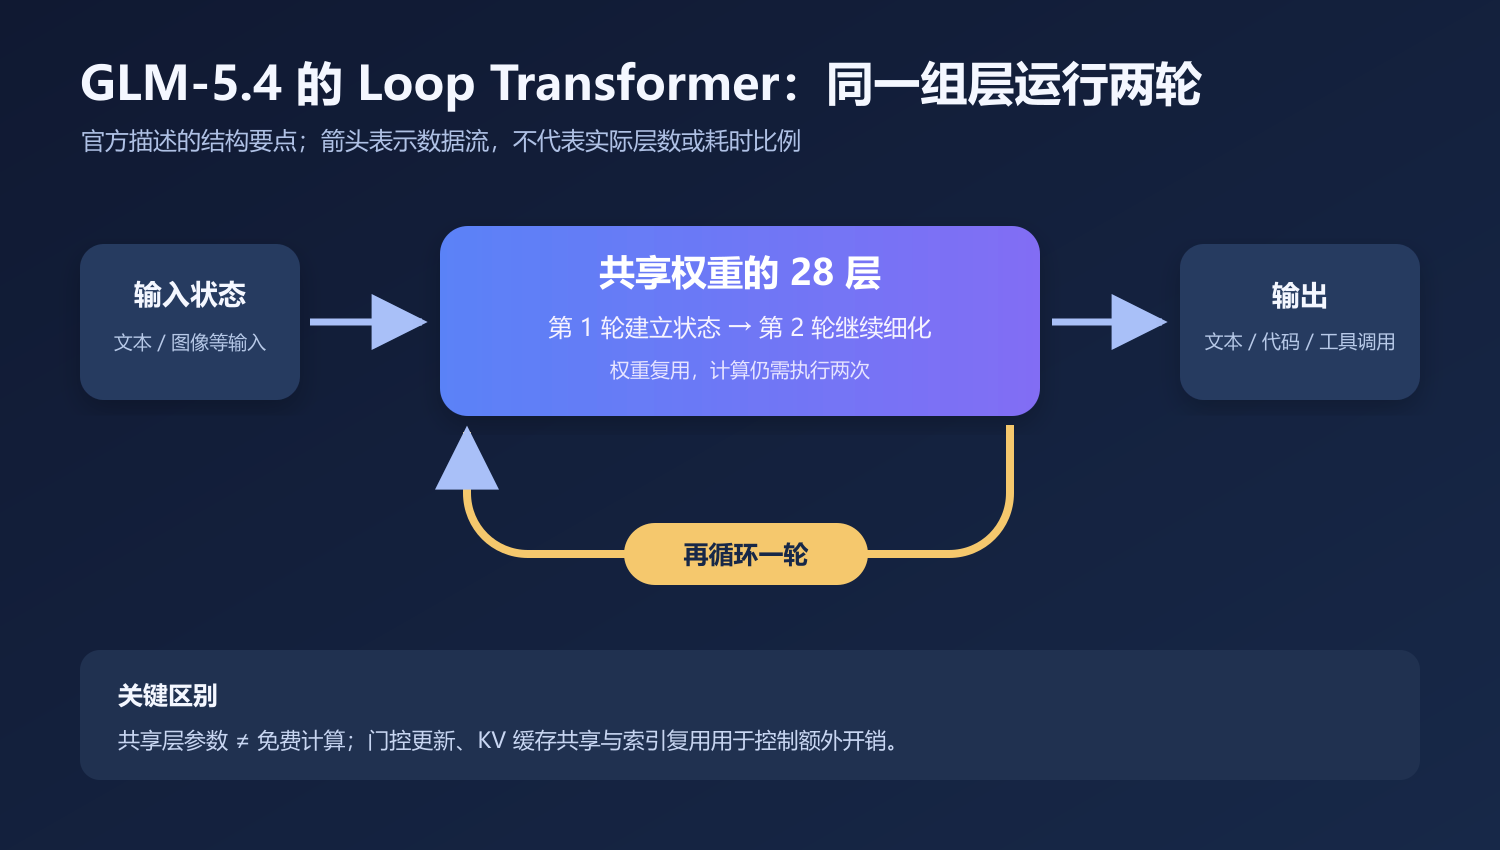 GLM-5.4 的 Loop Transformer：同一组层运行两轮
官方描述的结构要点；箭头表示数据流，不代表实际层数或耗时比例
输入状态
文本 / 图像等输入
共享权重的 28 层
第 1 轮建立状态 → 第 2 轮继续细化
权重复用，计算仍需执行两次
输出
文本 / 代码 / 工具调用
再循环一轮
关键区别
共享层参数 ≠ 免费计算；门控更新、KV 缓存共享与索引复用用于控制额外开销。